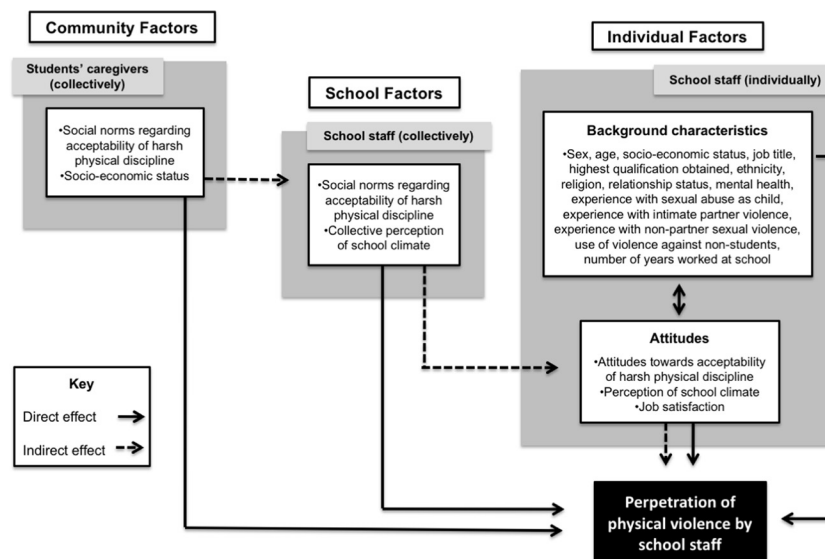 Community Factors
Students' caregivers
(collectively)
•Social norms regarding
acceptability of harsh
physical discipline
•Socio-economic status
School Factors
School staff (collectively)
•Social norms regarding
acceptability of harsh
physical discipline
•Collective perception
of school climate
Individual Factors
School staff (individually)
Background characteristics
•Sex, age, socio-economic status, job title,
highest qualification obtained, ethnicity,
religion, relationship status, mental health,
experience with sexual abuse as child,
experience with intimate partner violence,
experience with non-partner sexual violence,
use of violence against non-students,
number of years worked at school
Attitudes
•Attitudes towards acceptability
of harsh physical discipline
•Perception of school climate
•Job satisfaction
Key
Direct effect
Indirect effect
Perpetration of
physical violence by
school staff